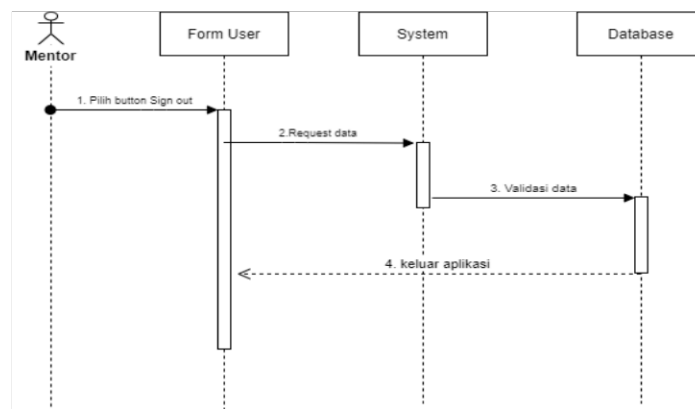 Mentor
Form User
System
Database
1. Pilih button Sign out
2.Request data
3. Validasi data
4. keluar aplikasi